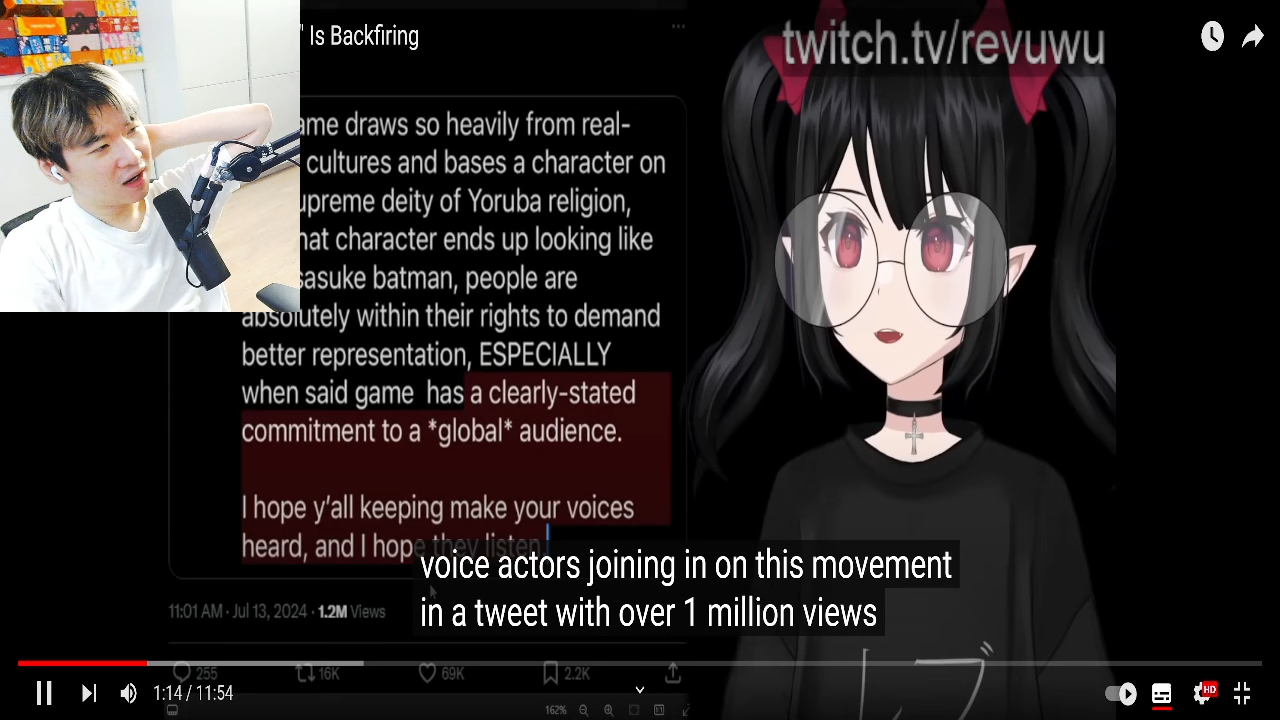 " Is Backfiring
twitch.tv/revuwu
ame draws so heavily from real-
cultures and bases a character on
upreme deity of Yoruba religion,
hat character ends up looking like
sasuke batman, people are
absolutely within their rights to demand
better representation, ESPECIALLY
when said game has a clearly-stated
commitment to a *global* audience.
I hope y'all keeping make your voices
heard, and I hope they listen.
voice actors joining in on this movement
in a tweet with over 1 million views
11:01 AM · Jul 13, 2024 · 1.2M Views
255 16K 69K 2.2K
1:14 / 11:54
HD
162%
レブ